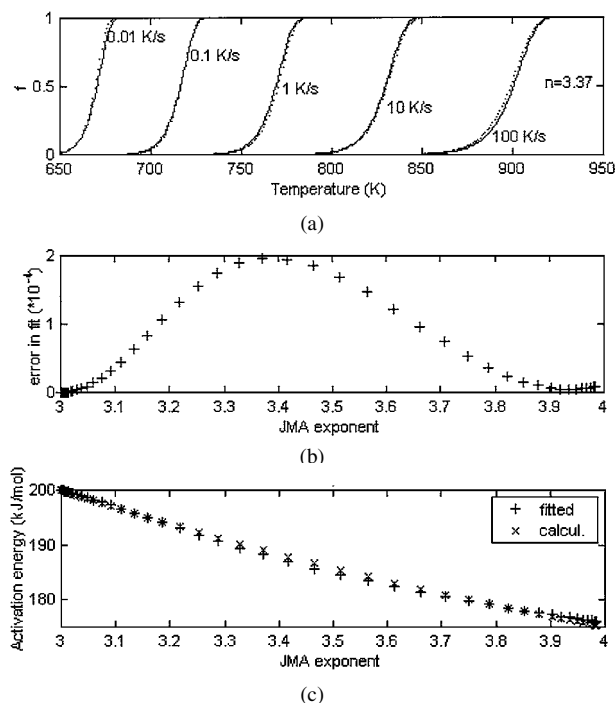 1
0.5
0
f
0.01 K/s
0.1 K/s
1 K/s
10 K/s
100 K/s
n=3.37
650 700 750 800 850 900 950
Temperature (K)
(a)
2
1
0
error in fit (*10⁻⁴)
3 3.1 3.2 3.3 3.4 3.5 3.6 3.7 3.8 3.9 4
JMA exponent
(b)
200
190
180
Activation energy (kJ/mol)
+ fitted
× calcul.
3 3.1 3.2 3.3 3.4 3.5 3.6 3.7 3.8 3.9 4
JMA exponent
(c)